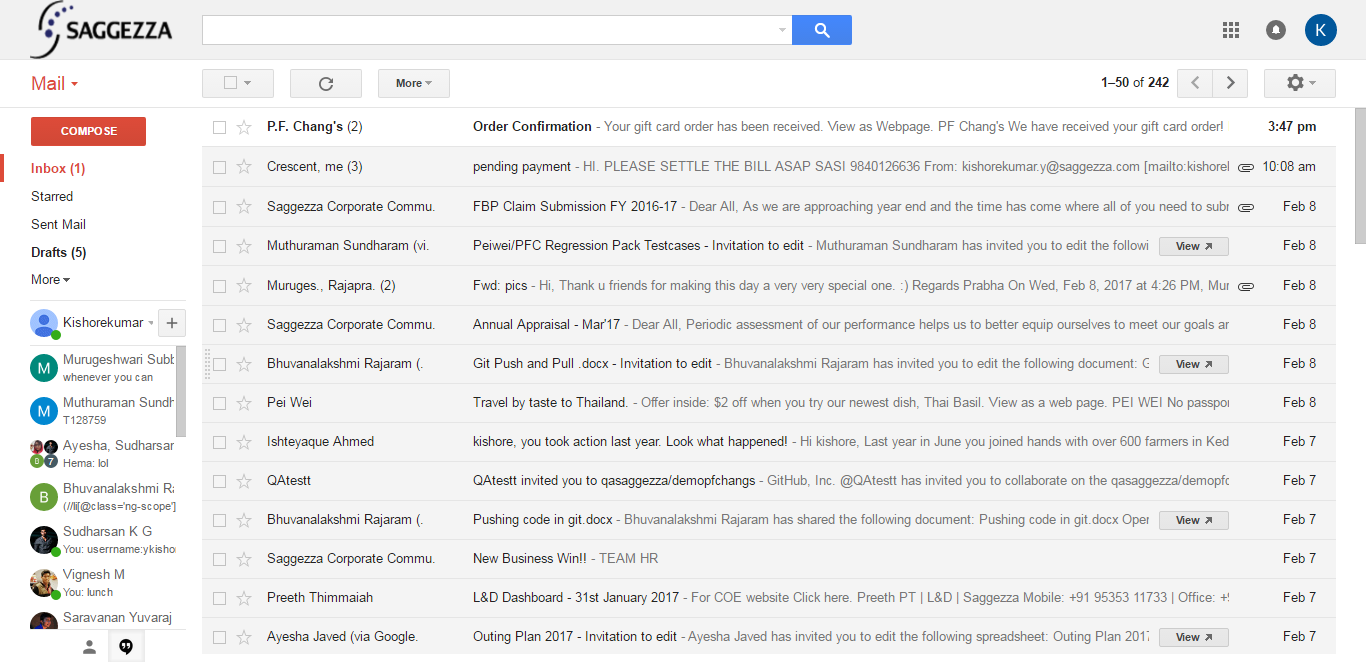 SAGGEZZA
K
Mail
More
1–50 of 242
COMPOSE
Inbox (1)
Starred
Sent Mail
Drafts (5)
More
Kishorekumar
+
M
Murugeshwari Subb
whenever you can
M
Muthuraman Sundh
T128759
Ayesha, Sudharsan
B 7
Hema: lol
B
Bhuvanalakshmi Ra
(//li[@class='ng-scope']
Sudharsan K G
You: userrname:ykisho
Vignesh M
You: lunch
Saravanan Yuvaraj
P.F. Chang's (2) Order Confirmation - Your gift card order has been received. View as Webpage. PF Chang's We have received your gift card order! 3:47 pm
Crescent, me (3) pending payment - HI. PLEASE SETTLE THE BILL ASAP SASI 9840126636 From: kishorekumar.y@saggezza.com [mailto:kishorel 10:08 am
Saggezza Corporate Commu. FBP Claim Submission FY 2016-17 - Dear All, As we are approaching year end and the time has come where all of you need to subr Feb 8
Muthuraman Sundharam (vi. Peiwei/PFC Regression Pack Testcases - Invitation to edit - Muthuraman Sundharam has invited you to edit the followi View Feb 8
Muruges., Rajapra. (2) Fwd: pics - Hi, Thank u friends for making this day a very very special one. :) Regards Prabha On Wed, Feb 8, 2017 at 4:26 PM, Mur Feb 8
Saggezza Corporate Commu. Annual Appraisal - Mar'17 - Dear All, Periodic assessment of our performance helps us to better equip ourselves to meet our goals ar Feb 8
Bhuvanalakshmi Rajaram (. Git Push and Pull .docx - Invitation to edit - Bhuvanalakshmi Rajaram has invited you to edit the following document: G View Feb 8
Pei Wei Travel by taste to Thailand. - Offer inside: $2 off when you try our newest dish, Thai Basil. View as a web page. PEI WEI No passpor Feb 8
Ishteyaque Ahmed kishore, you took action last year. Look what happened! - Hi kishore, Last year in June you joined hands with over 600 farmers in Ked Feb 7
QAtestt QAtestt invited you to qasaggezza/demopfchangs - GitHub, Inc. @QAtestt has invited you to collaborate on the qasaggezza/demopfc Feb 7
Bhuvanalakshmi Rajaram (. Pushing code in git.docx - Bhuvanalakshmi Rajaram has shared the following document: Pushing code in git.docx Oper View Feb 7
Saggezza Corporate Commu. New Business Win!! - TEAM HR Feb 7
Preeth Thimmaiah L&D Dashboard - 31st January 2017 - For COE website Click here. Preeth PT | L&D | Saggezza Mobile: +91 95353 11733 | Office: +9 Feb 7
Ayesha Javed (via Google. Outing Plan 2017 - Invitation to edit - Ayesha Javed has invited you to edit the following spreadsheet: Outing Plan 2017 View Feb 7